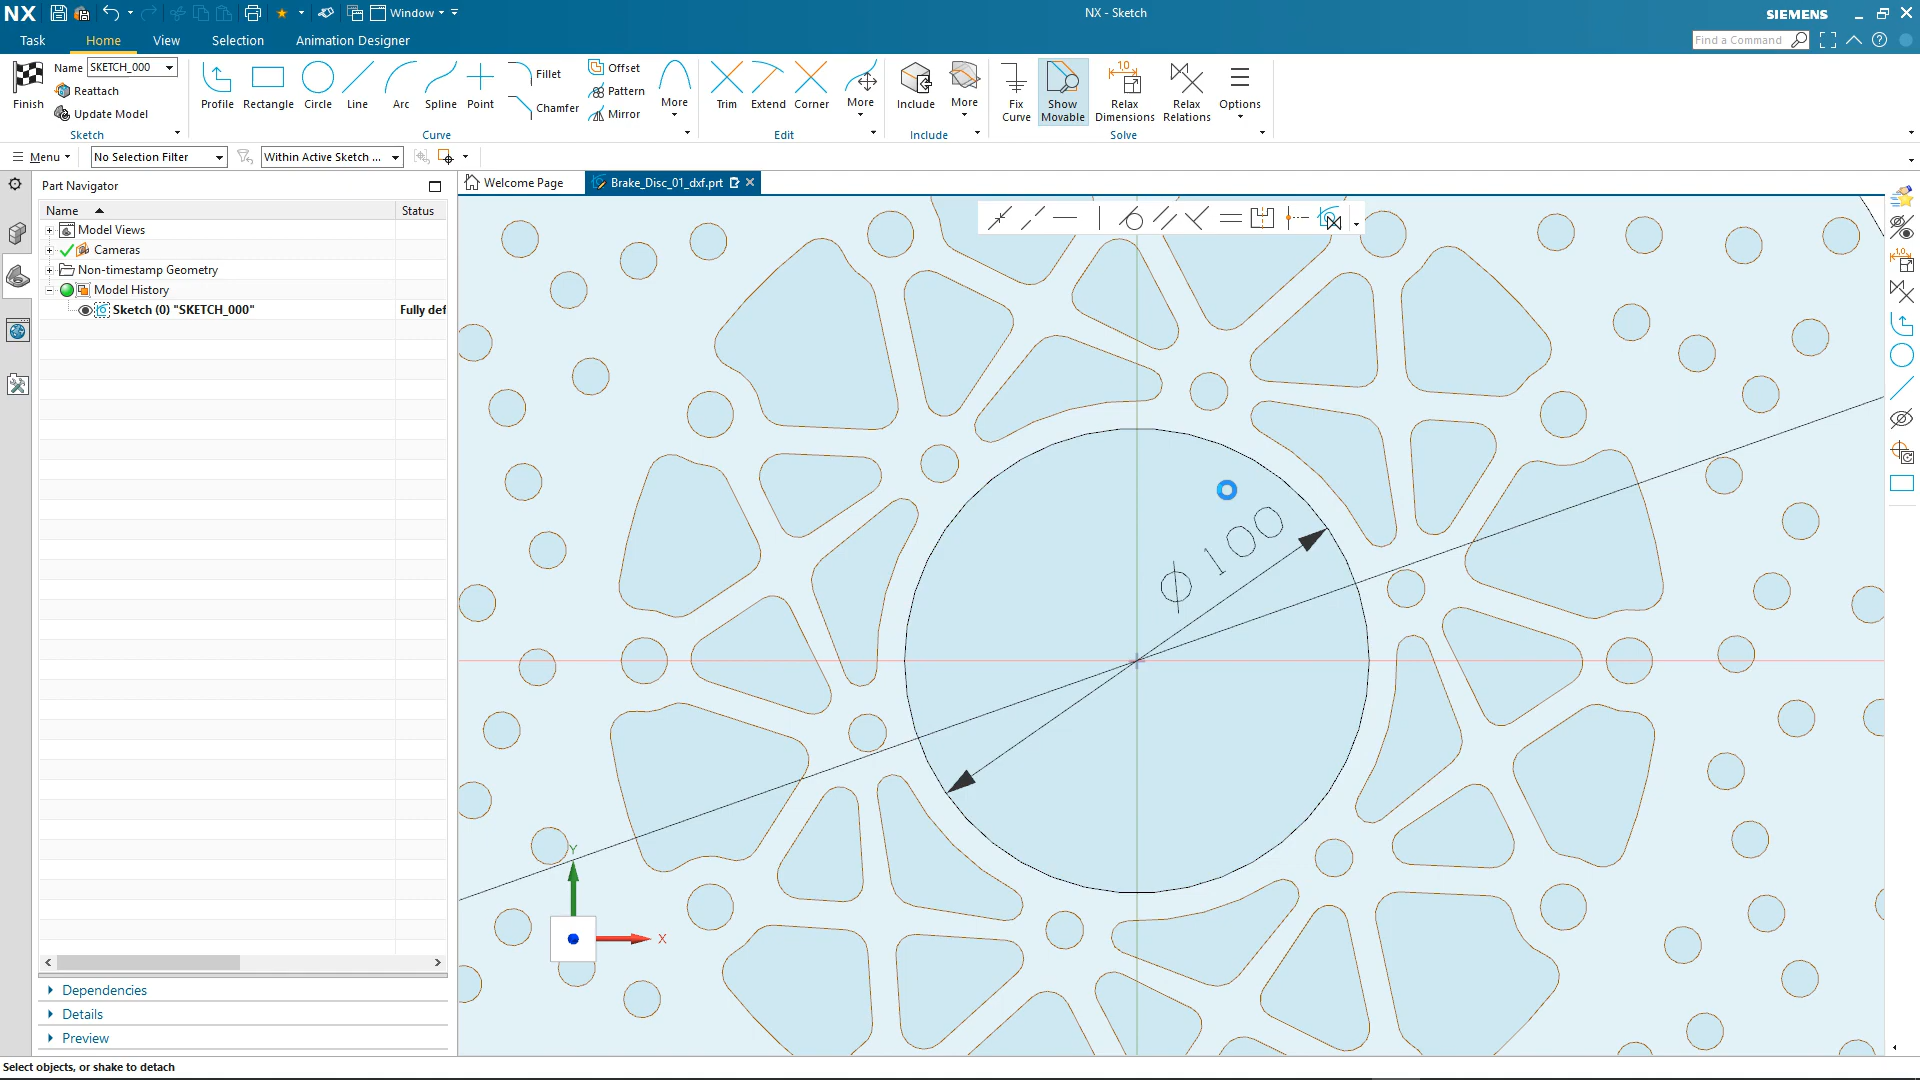 NX
Window
NX - Sketch
SIEMENS
Task
Home
View
Selection
Animation Designer
Find a Command
Finish
Name
SKETCH_000
Reattach
Update Model
Sketch
Profile
Rectangle
Circle
Line
Arc
Spline
Point
Fillet
Chamfer
Offset
Pattern
Mirror
More
Curve
Trim
Extend
Corner
More
Edit
Include
More
Include
Fix Curve
Show Movable
Relax Dimensions
Relax Relations
Options
Solve
Menu
No Selection Filter
Within Active Sketch ...
Part Navigator
Welcome Page
Brake_Disc_01_dxf.prt
Name
Status
Model Views
Cameras
Non-timestamp Geometry
Model History
Sketch (0) "SKETCH_000"
Fully def
ϕ 100
Y
X
Dependencies
Details
Preview
Select objects, or shake to detach